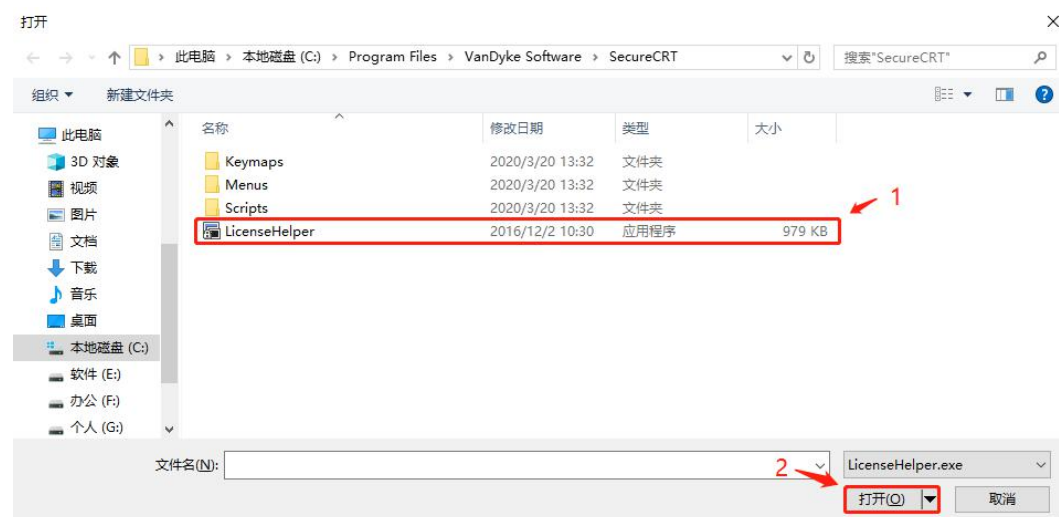 打开
此电脑 › 本地磁盘 (C:) › Program Files › VanDyke Software › SecureCRT
搜索"SecureCRT"
组织 新建文件夹
名称 修改日期 类型 大小
此电脑
3D 对象
视频
图片
文档
下载
音乐
桌面
本地磁盘 (C:)
软件 (E:)
办公 (F:)
个人 (G:)
Keymaps 2020/3/20 13:32 文件夹
Menus 2020/3/20 13:32 文件夹
Scripts 2020/3/20 13:32 文件夹
LicenseHelper 2016/12/2 10:30 应用程序 979 KB
1
文件名(N):
2
LicenseHelper.exe
打开(O) 取消